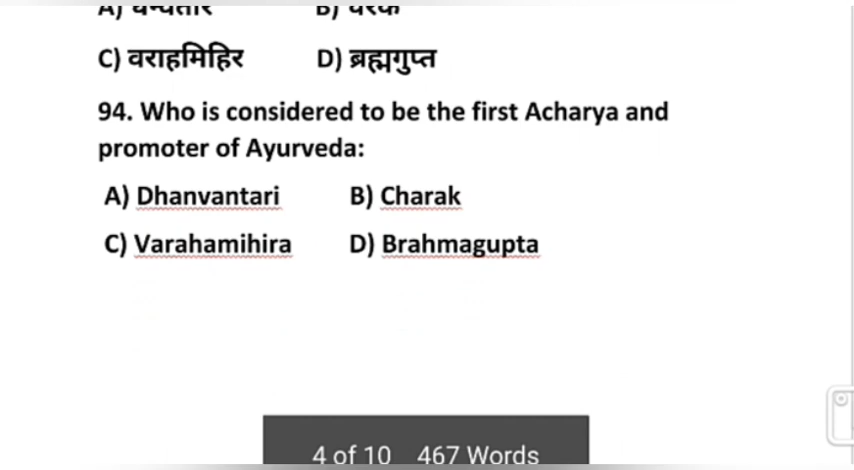 C) वराहमिहिर D) ब्रह्मगुप्त
94. Who is considered to be the first Acharya and
promoter of Ayurveda:
A) Dhanvantari B) Charak
C) Varahamihira D) Brahmagupta
4 of 10 467 Words